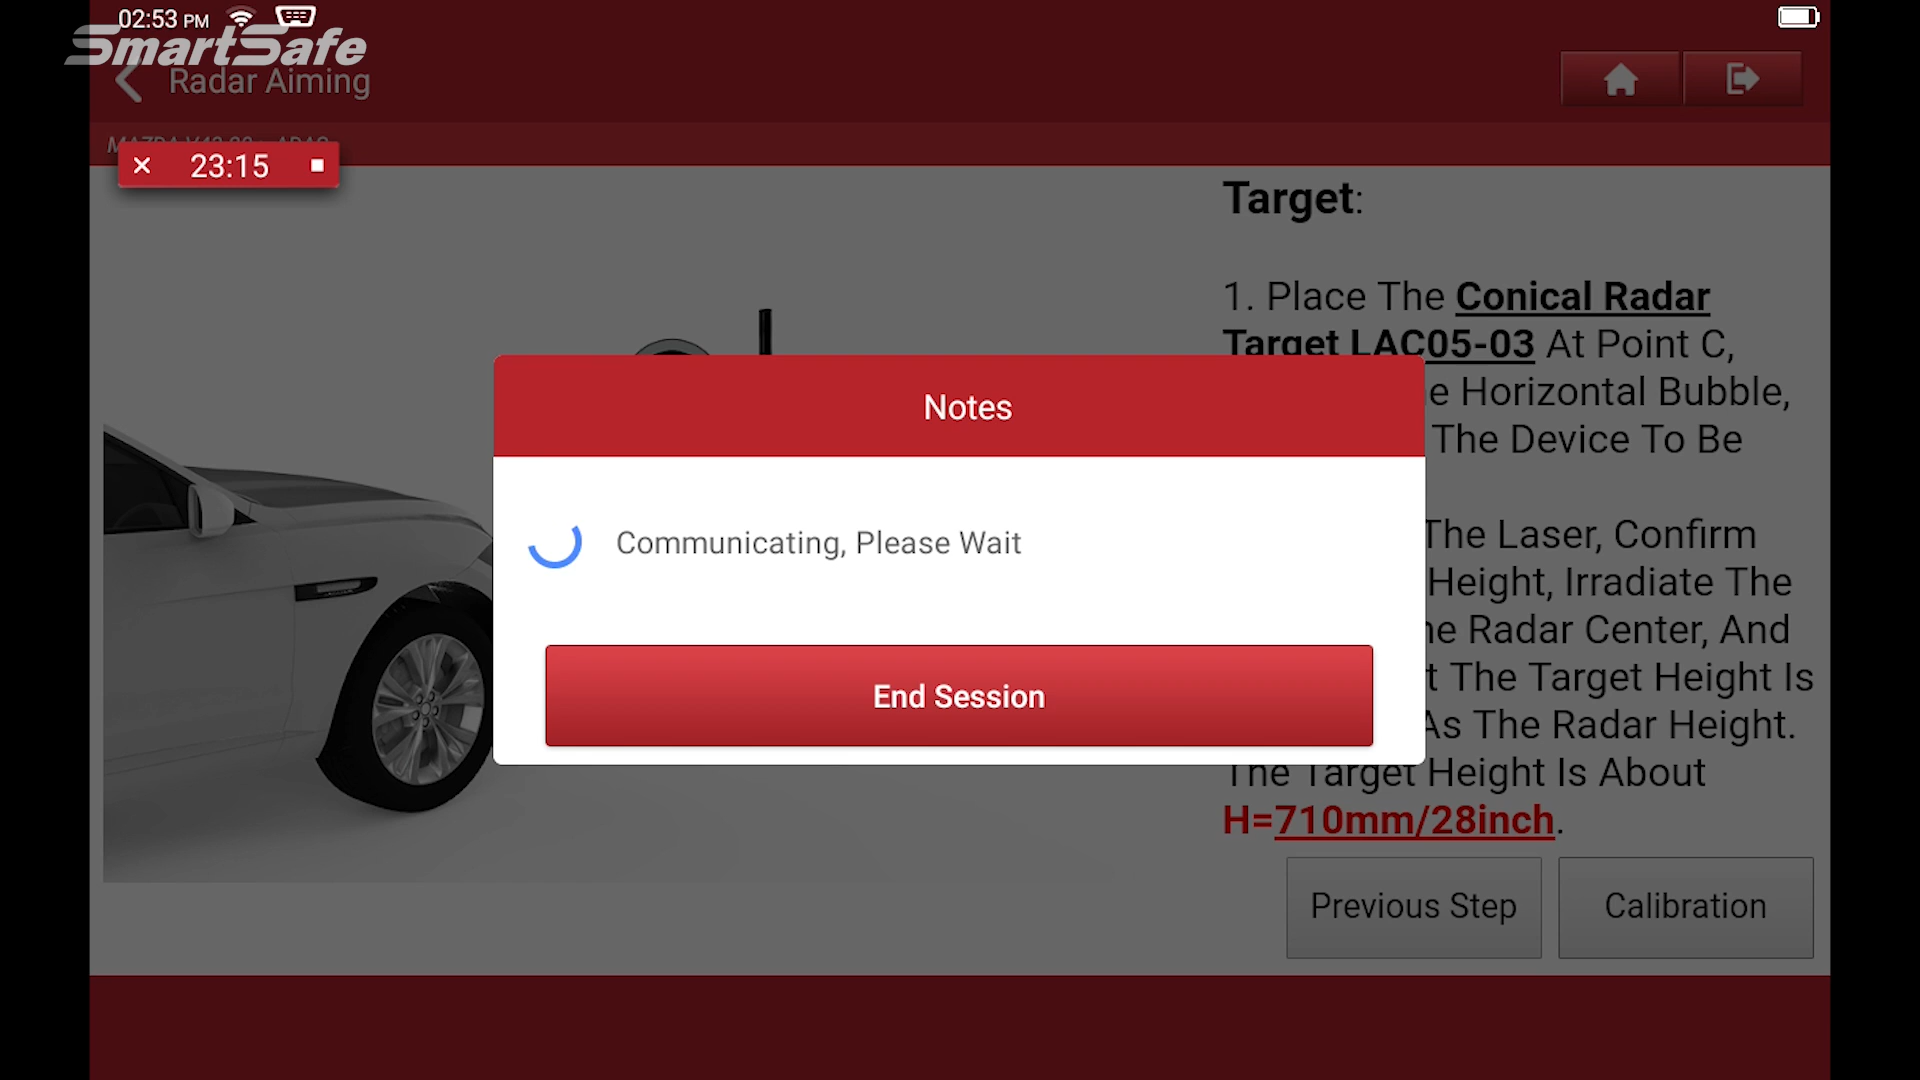 02:53 PM
SmartSafe
Radar Aiming
23:15
Target:
1. Place The Conical Radar
Target LAC05-03 At Point C,
Horizontal Bubble,
The Device To Be
The Laser, Confirm
Height, Irradiate The
Radar Center, And
The Target Height Is
As The Radar Height.
The Target Height Is About
H=710mm/28inch.
Notes
Communicating, Please Wait
End Session
Previous Step
Calibration